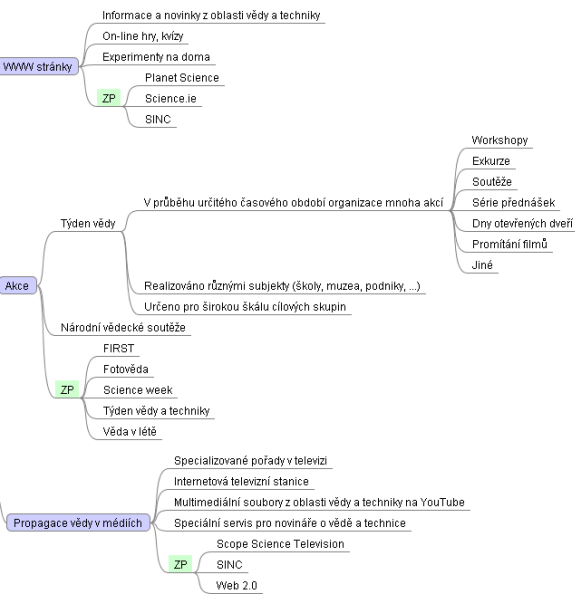 WWW stránky
Informace a novinky z oblasti vědy a techniky
On-line hry, kvízy
Experimenty na doma
ZP
Planet Science
Science.ie
SINC
Akce
Týden vědy
V průběhu určitého časového období organizace mnoha akcí
Workshopy
Exkurze
Soutěže
Série přednášek
Dny otevřených dveří
Promítání filmů
Jiné
Realizováno různými subjekty (školy, muzea, podniky, ...)
Určeno pro širokou škálu cílových skupin
Národní vědecké soutěže
ZP
FIRST
Fotověda
Science week
Týden vědy a techniky
Věda v létě
Propagace vědy v médiích
Specializované pořady v televizi
Internetová televizní stanice
Multimediální soubory z oblasti vědy a techniky na YouTube
Speciální servis pro novináře o vědě a technice
ZP
Scope Science Television
SINC
Web 2.0